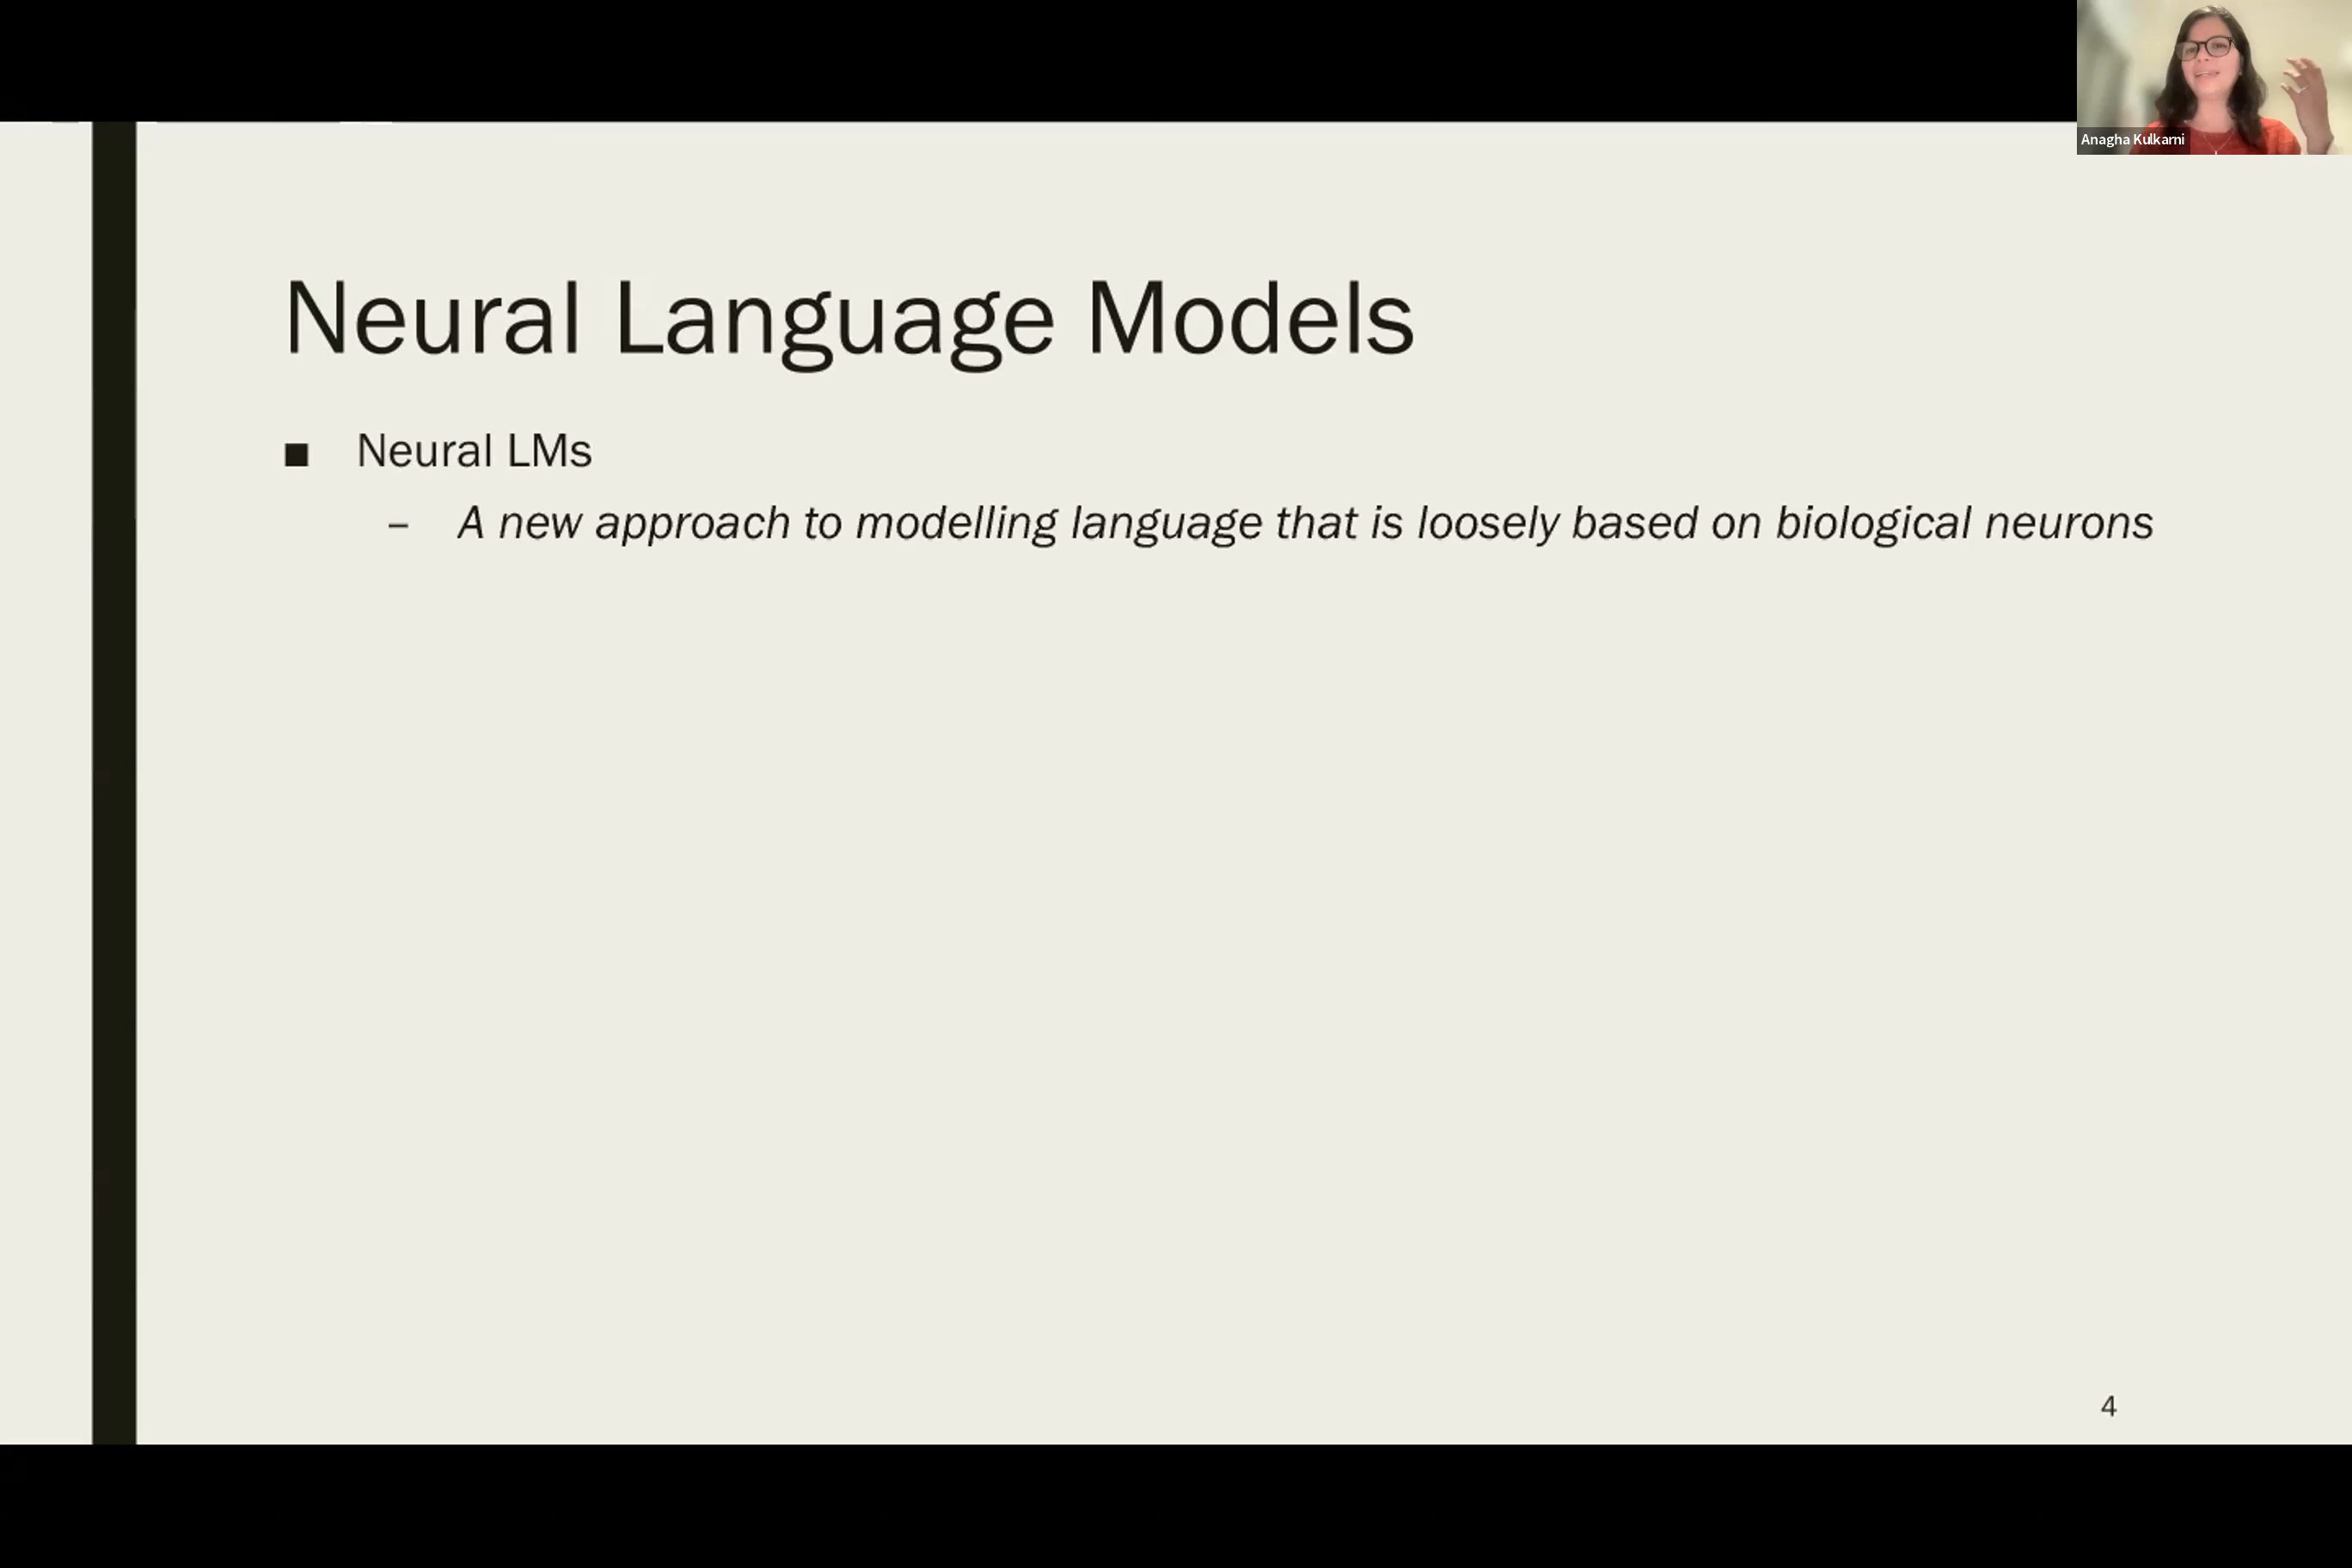 Anagha Kulkarni
Neural Language Models
■ Neural LMs
– A new approach to modelling language that is loosely based on biological neurons
4